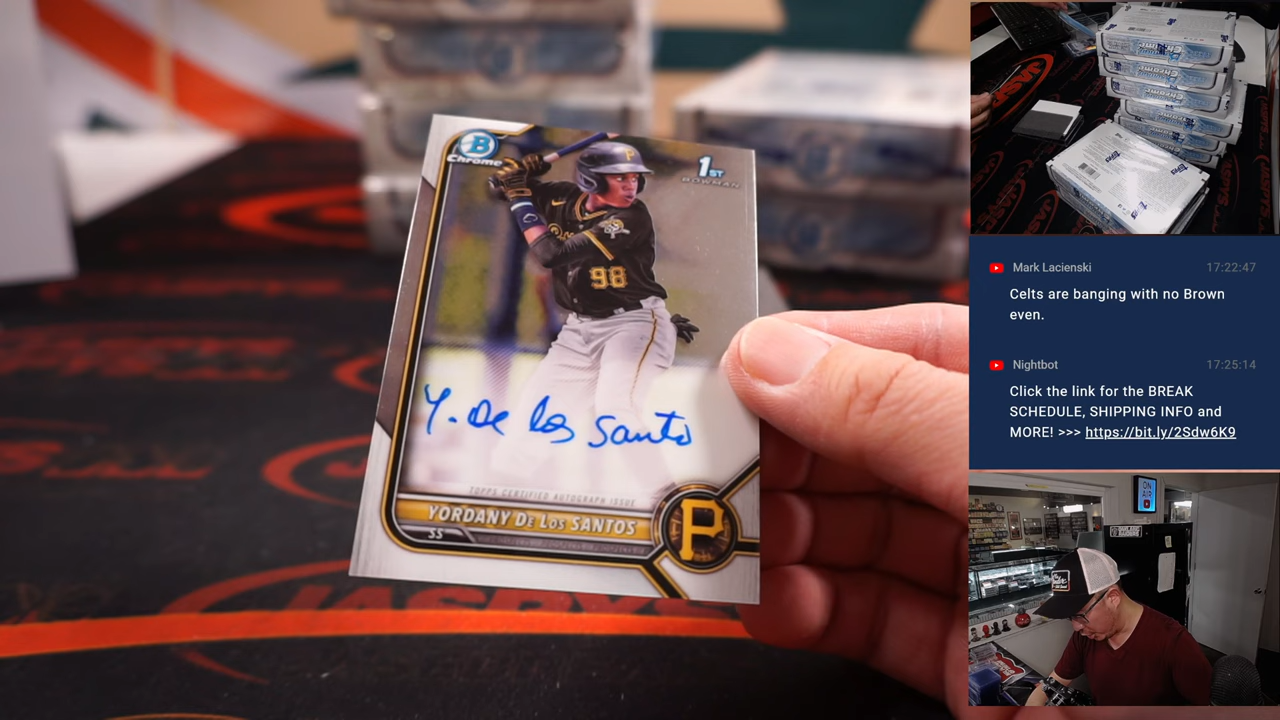 B
Chrome
1ST
BOWMAN
P
98
Y. De los Santo
TOPPS CERTIFIED AUTOGRAPH ISSUE
YORDANY DE LOS SANTOS
SS
P
JASPY'S
Mark Lacienski 17:22:47
Celts are banging with no Brown
even.
Nightbot 17:25:14
Click the link for the BREAK
SCHEDULE, SHIPPING INFO and
MORE! >>> https://bit.ly/2Sdw6K9
ON
AIR